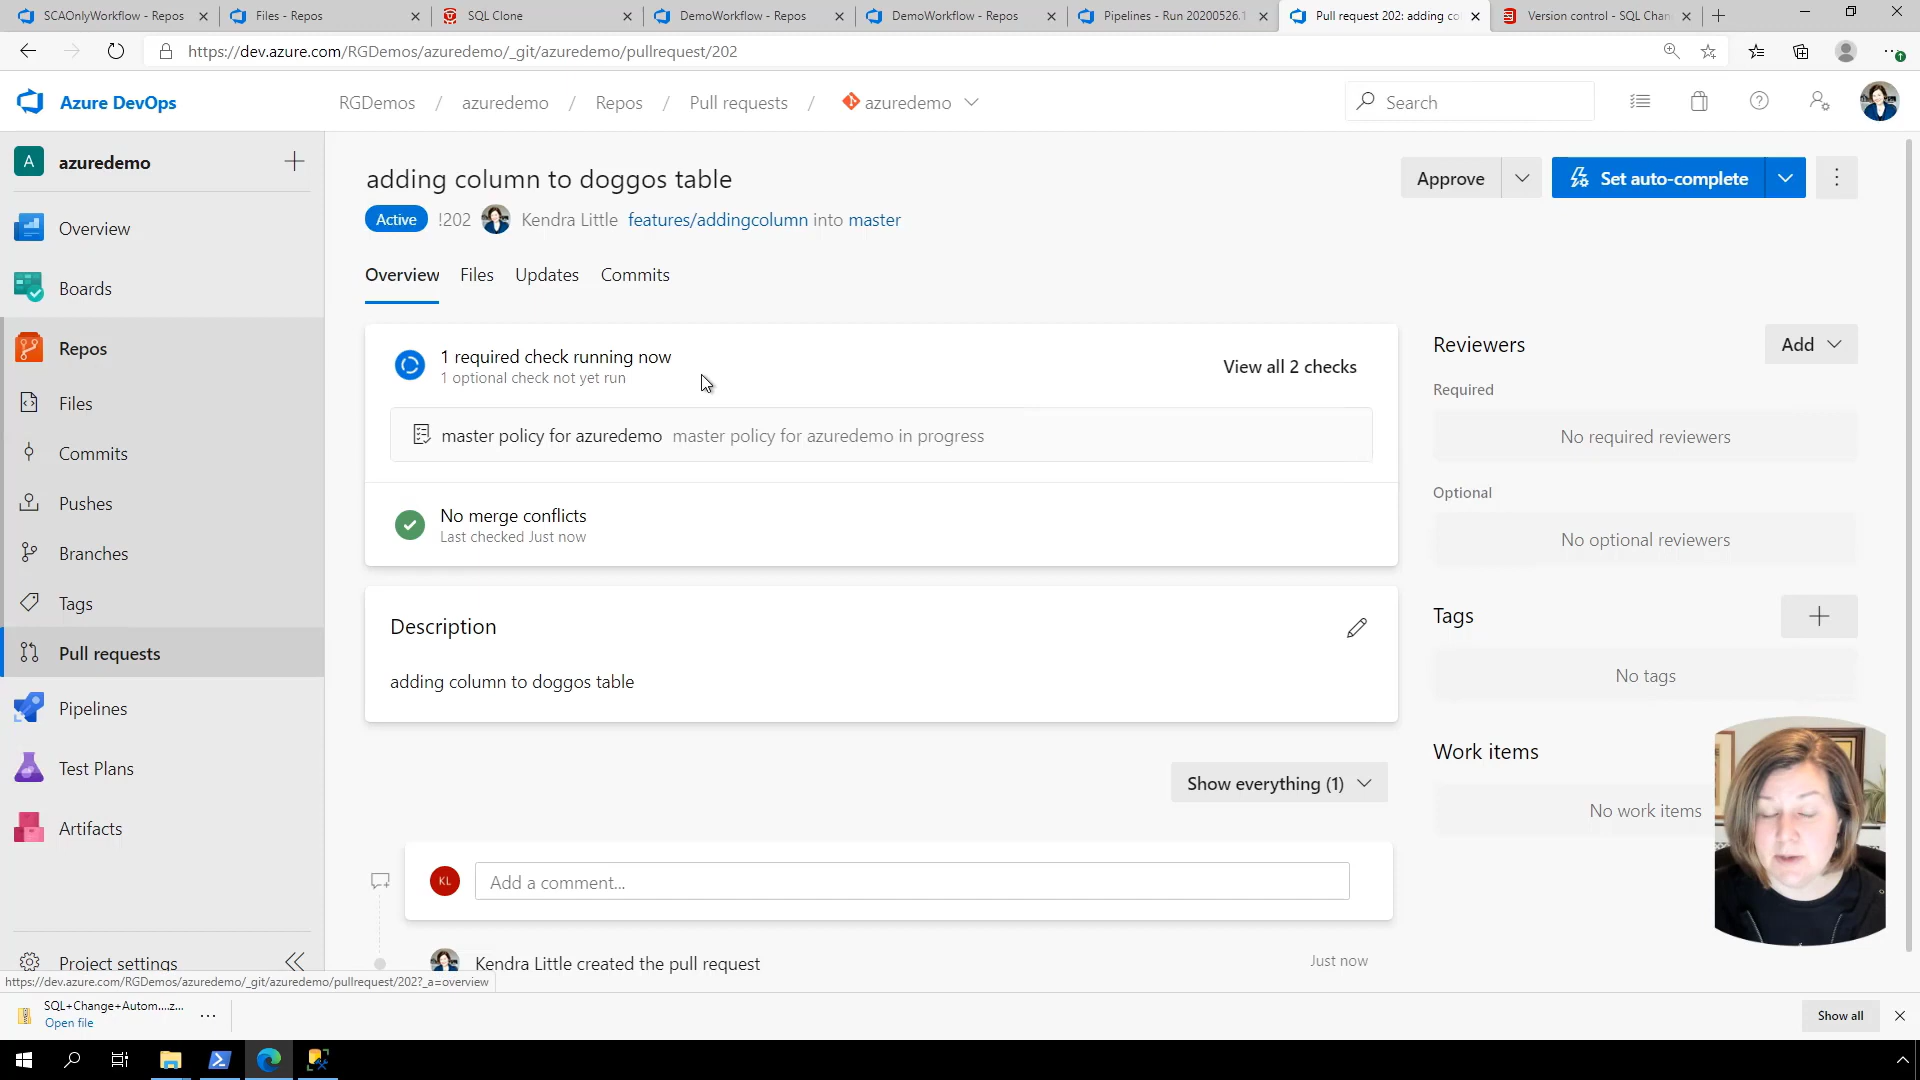 SCAOnlyWorkflow - Repos
Files - Repos
SQL Clone
DemoWorkflow - Repos
DemoWorkflow - Repos
Pipelines - Run 20200526.1
Pull request 202: adding co
Version control - SQL Chan
https://dev.azure.com/RGDemos/azuredemo/_git/azuredemo/pullrequest/202
Azure DevOps
RGDemos / azuredemo / Repos / Pull requests / azuredemo
Search
A azuredemo
Overview
Boards
Repos
Files
Commits
Pushes
Branches
Tags
Pull requests
Pipelines
Test Plans
Artifacts
Project settings
adding column to doggos table
Approve
Set auto-complete
Active !202 Kendra Little features/addingcolumn into master
Overview Files Updates Commits
1 required check running now
1 optional check not yet run
View all 2 checks
master policy for azuredemo master policy for azuredemo in progress
No merge conflicts
Last checked Just now
Description
adding column to doggos table
Show everything (1)
KL Add a comment...
Kendra Little created the pull request
Just now
Reviewers
Add
Required
No required reviewers
Optional
No optional reviewers
Tags
No tags
Work items
No work items
https://dev.azure.com/RGDemos/azuredemo/_git/azuredemo/pullrequest/202?_a=overview
SQL+Change+Autom....z...
Open file
Show all